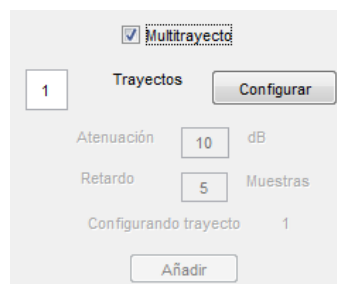 Multitrayecto
1 Trayectos Configurar
Atenuación 10 dB
Retardo 5 Muestras
Configurando trayecto 1
Añadir